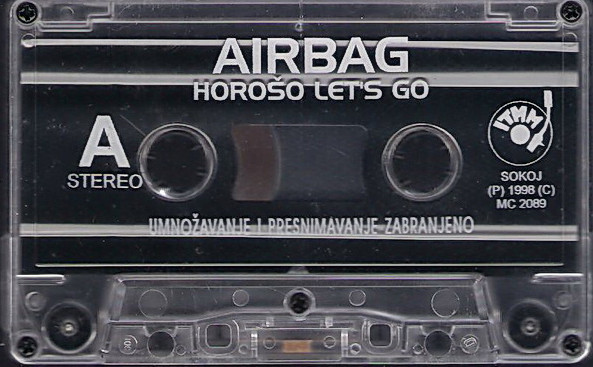 AIRBAG
HOROŠO LET'S GO
A
STEREO
ITMM
SOKOJ
(P) 1998 (C)
MC 2089
UMNOŽAVANJE I PRESNIMAVANJE ZABRANJENO